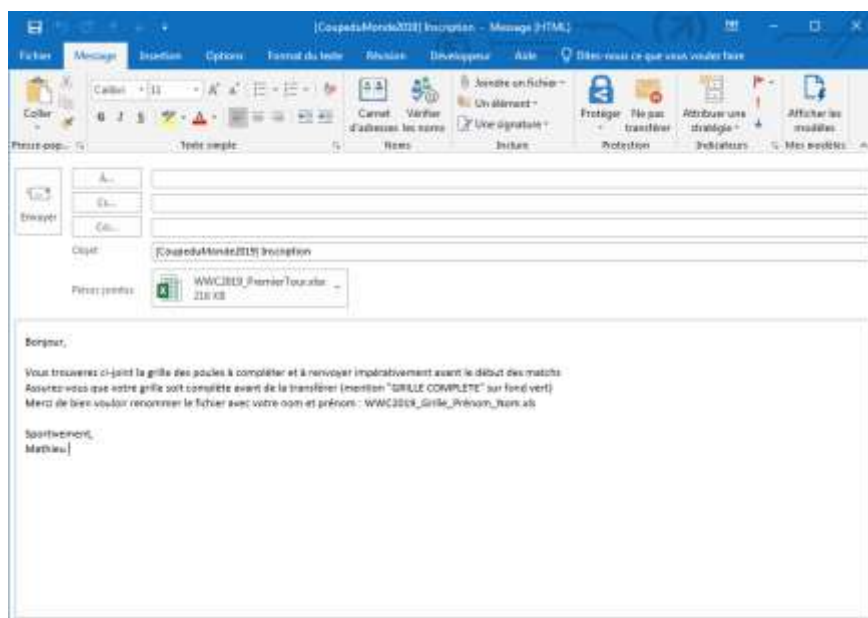 [CoupeduMonde2019] Inscription - Message (HTML)
Fichier Message Insertion Options Format du texte Révision Développeur Aide Dites-nous ce que vous voulez faire
Coller
Calibri 11
Carnet d'adresses
Vérifier les noms
Joindre un fichier
Un élément
Une signature
Protéger
Ne pas transférer
Attribuer une stratégie
Afficher les modèles
Presse-pap... Texte simple Noms Inclure Protection Indicateurs Mes modèles
Envoyer
À...
Cc...
Cci...
Objet [CoupeduMonde2019] Inscription
Pièces jointes WWC2019_PremierTour.xlsx
216 KB
Bonjour,
Vous trouverez ci-joint la grille des poules à compléter et à renvoyer impérativement avant le début des matchs
Assurez-vous que votre grille soit complète avant de la transférer (mention "GRILLE COMPLETE" sur fond vert)
Merci de bien vouloir renommer le fichier avec votre nom et prénom : WWC2019_Grille_Prénom_Nom.xls
Sportivement,
Mathieu